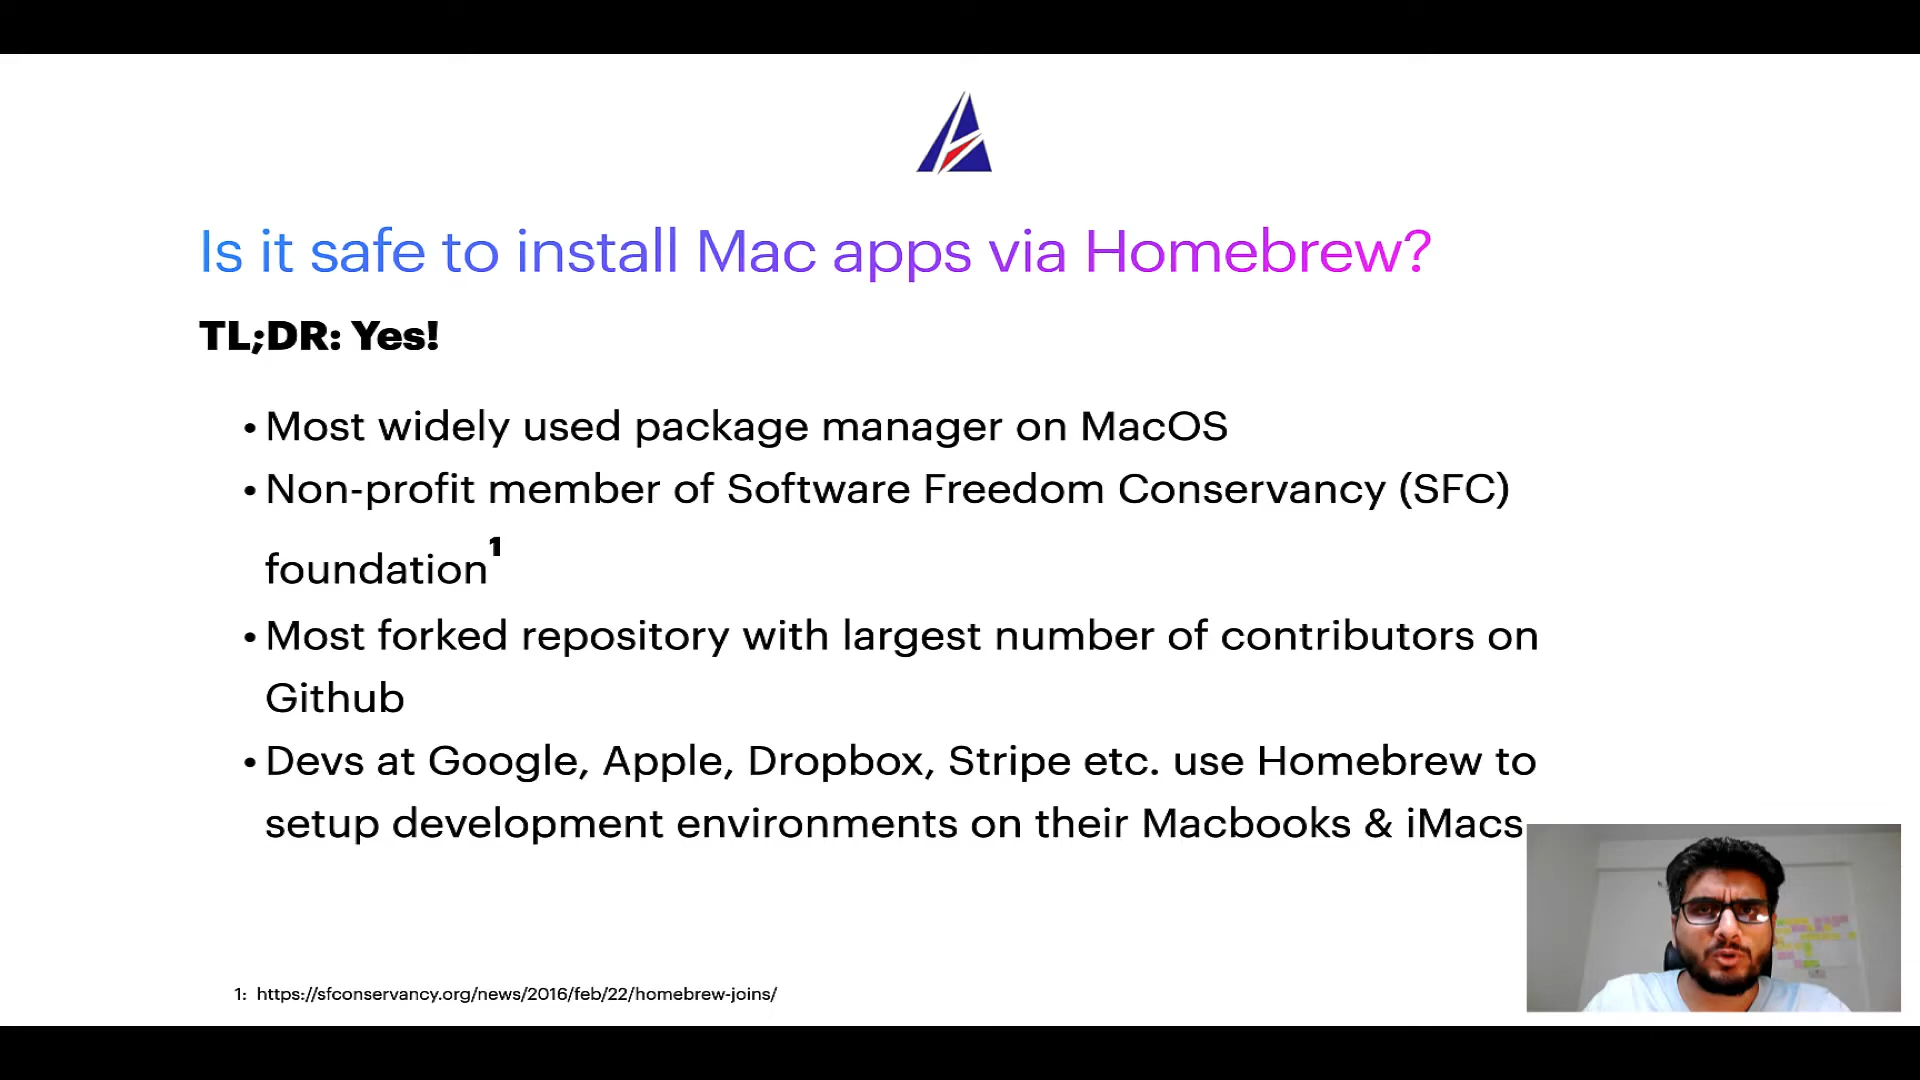 Is it safe to install Mac apps via Homebrew?
TL;DR: Yes!
• Most widely used package manager on MacOS
• Non-profit member of Software Freedom Conservancy (SFC)
foundation¹
• Most forked repository with largest number of contributors on
Github
• Devs at Google, Apple, Dropbox, Stripe etc. use Homebrew to
setup development environments on their Macbooks & iMacs
1: https://sfconservancy.org/news/2016/feb/22/homebrew-joins/